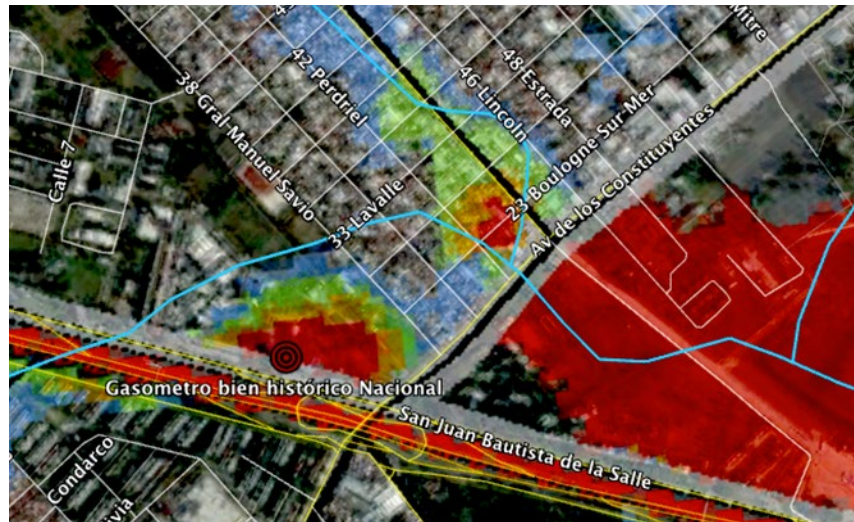 Mitre
48 Estrada
46 Lincoln
42 Perdriel
38 Gral Manuel Savio
23 Boulogne Sur Mer
Av de los Constituyentes
33 Lavalle
Calle 7
Gasometro bien histórico Nacional
San Juan Bautista de la Salle
Condarco